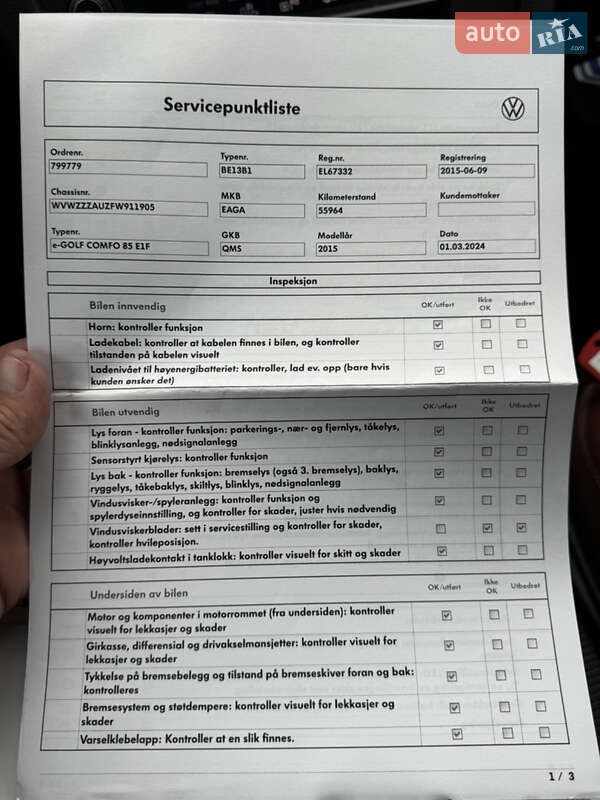 auto RIA .com
Servicepunktliste
Ordrenr. Typenr. Reg.nr. Registrering
799779 BE13B1 EL67332 2015-06-09
Chassisnr. MKB Kilometerstand Kundemottaker
WVWZZZAUZFW911905 EAGA 55964
Typenr. GKB Modellår Dato
e-GOLF COMFO 85 E1F QMS 2015 01.03.2024
Inspeksjon
Bilen innvendig OK/utført Ikke OK Utbedret
Horn: kontroller funksjon
Ladekabel: kontroller at kabelen finnes i bilen, og kontroller
tilstanden på kabelen visuelt
Ladenivået til høyenergibatteriet: kontroller, lad ev. opp (bare hvis
kunden ønsker det)
Bilen utvendig OK/utført Ikke OK Utbedret
Lys foran - kontroller funksjon: parkerings-, nær- og fjernlys, tåkelys,
blinklysanlegg, nødsignalanlegg
Sensorstyrt kjørelys: kontroller funksjon
Lys bak - kontroller funksjon: bremselys (også 3. bremselys), baklys,
ryggelys, tåkebaklys, skiltlys, blinklys, nødsignalanlegg
Vindusvisker-/spyleranlegg: kontroller funksjon og
spylerdyseinnstilling, og kontroller for skader, juster hvis nødvendig
Vindusviskerblader: sett i servicestilling og kontroller for skader,
kontroller hvileposisjon.
Høyvoltsladekontakt i tanklokk: kontroller visuelt for skitt og skader
Undersiden av bilen OK/utført Ikke OK Utbedret
Motor og komponenter i motorrommet (fra undersiden): kontroller
visuelt for lekkasjer og skader
Girkasse, differensial og drivakselmansjetter: kontroller visuelt for
lekkasjer og skader
Tykkelse på bremsebelegg og tilstand på bremseskiver foran og bak:
kontrolleres
Bremsesystem og støtdempere: kontroller visuelt for lekkasjer og
skader
Varselklebelapp: Kontroller at en slik finnes.
1 / 3